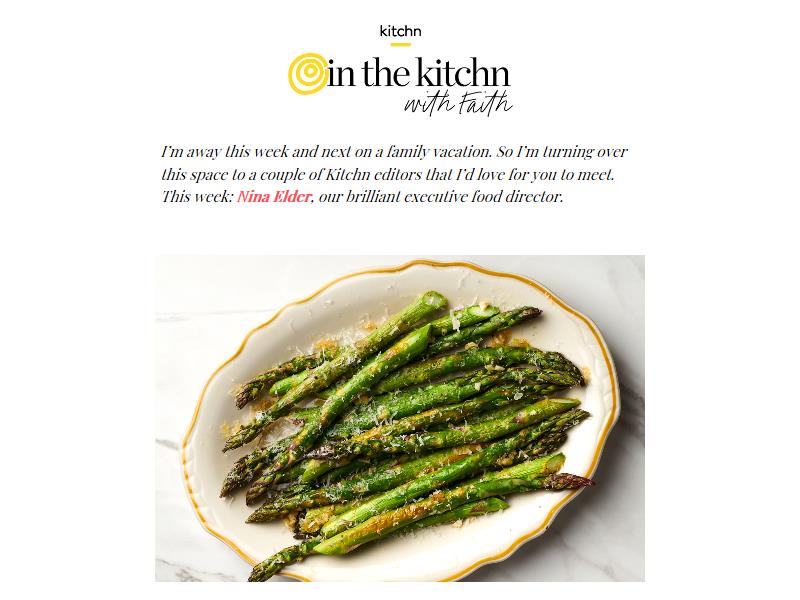 kitchn
in the kitchn
with Faith
I'm away this week and next on a family vacation. So I'm turning over
this space to a couple of Kitchn editors that I'd love for you to meet.
This week: Nina Elder, our brilliant executive food director.